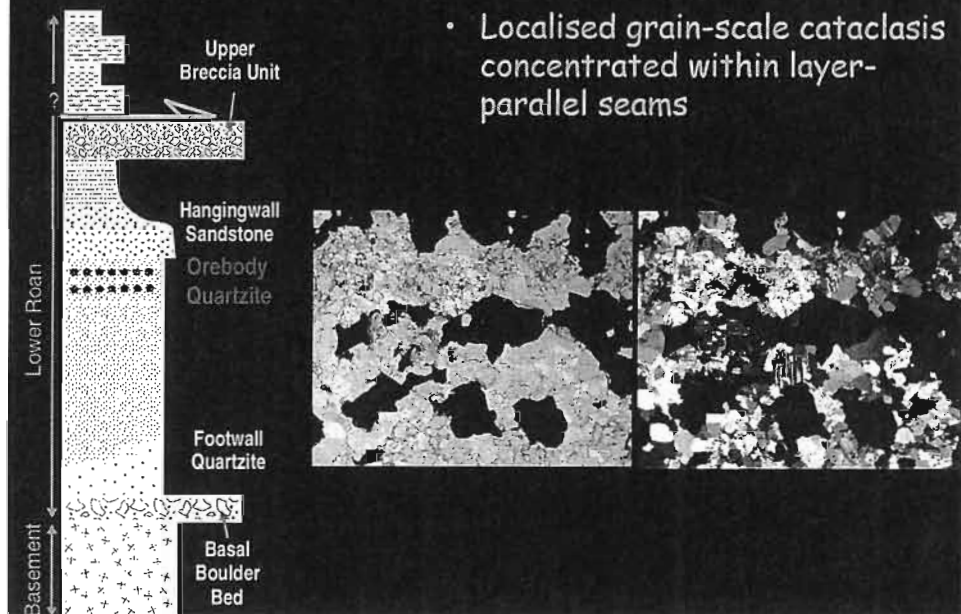 • Localised grain-scale cataclasis
concentrated within layer-
parallel seams
Upper
Breccia Unit
?
Hangingwall
Sandstone
Orebody
Quartzite
Lower Roan
Footwall
Quartzite
Basement
Basal
Boulder
Bed